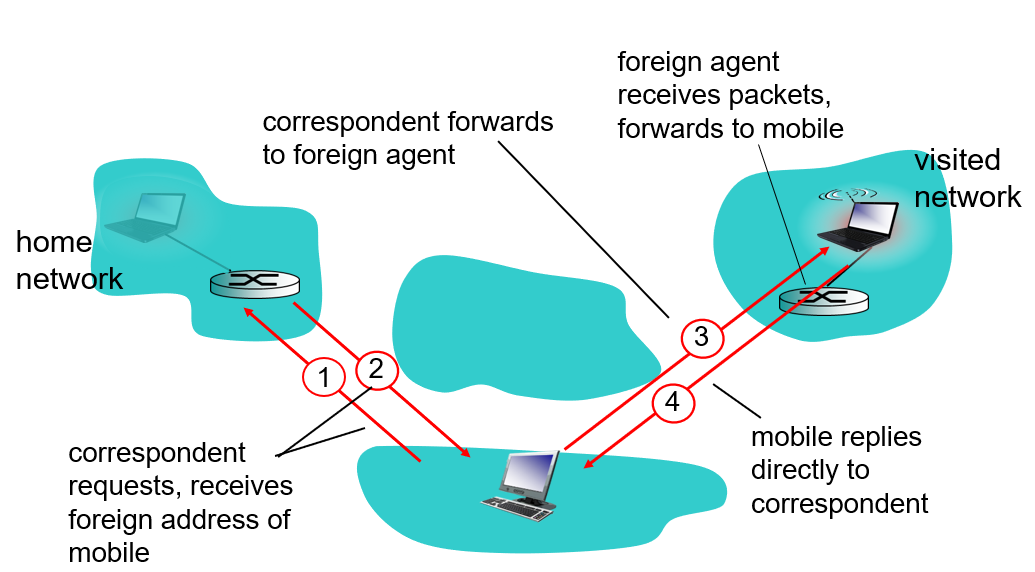 foreign agent
receives packets,
forwards to mobile
correspondent forwards
to foreign agent
visited
network
home
network
3
2
1
4
mobile replies
directly to
correspondent
correspondent
requests, receives
foreign address of
mobile